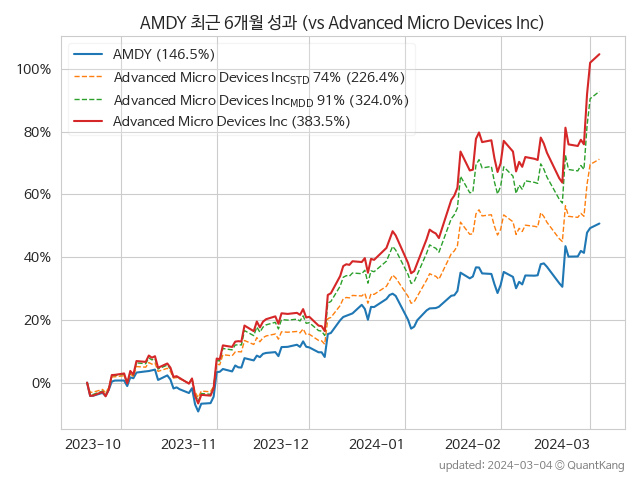 AMDY 최근 6개월 성과 (vs Advanced Micro Devices Inc)
AMDY (146.5%)
Advanced Micro Devices Inc_STD 74% (226.4%)
Advanced Micro Devices Inc_MDD 91% (324.0%)
Advanced Micro Devices Inc (383.5%)
100%
80%
60%
40%
20%
0%
2023-10 2023-11 2023-12 2024-01 2024-02 2024-03
updated: 2024-03-04 © QuantKang